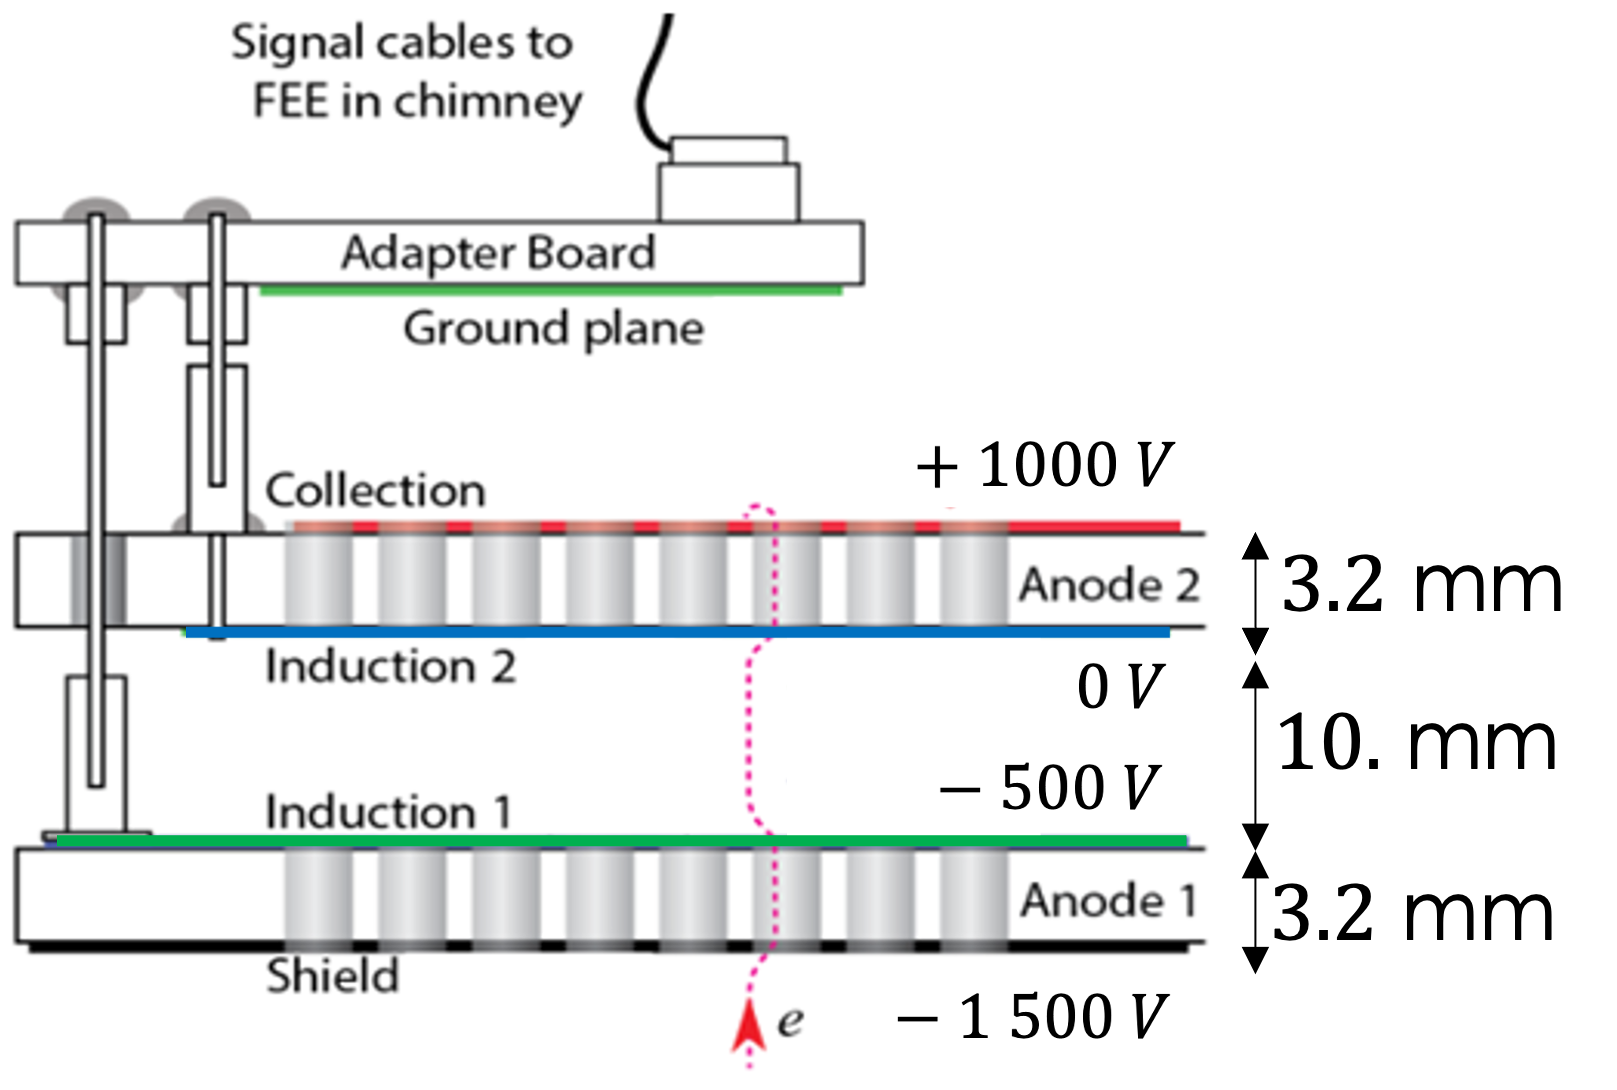 Signal cables to
FEE in chimney
Adapter Board
Ground plane
+ 1000 V
Collection
Anode 2
3.2 mm
Induction 2
0 V
10. mm
− 500 V
Induction 1
Anode 1
3.2 mm
Shield
e
− 1 500 V